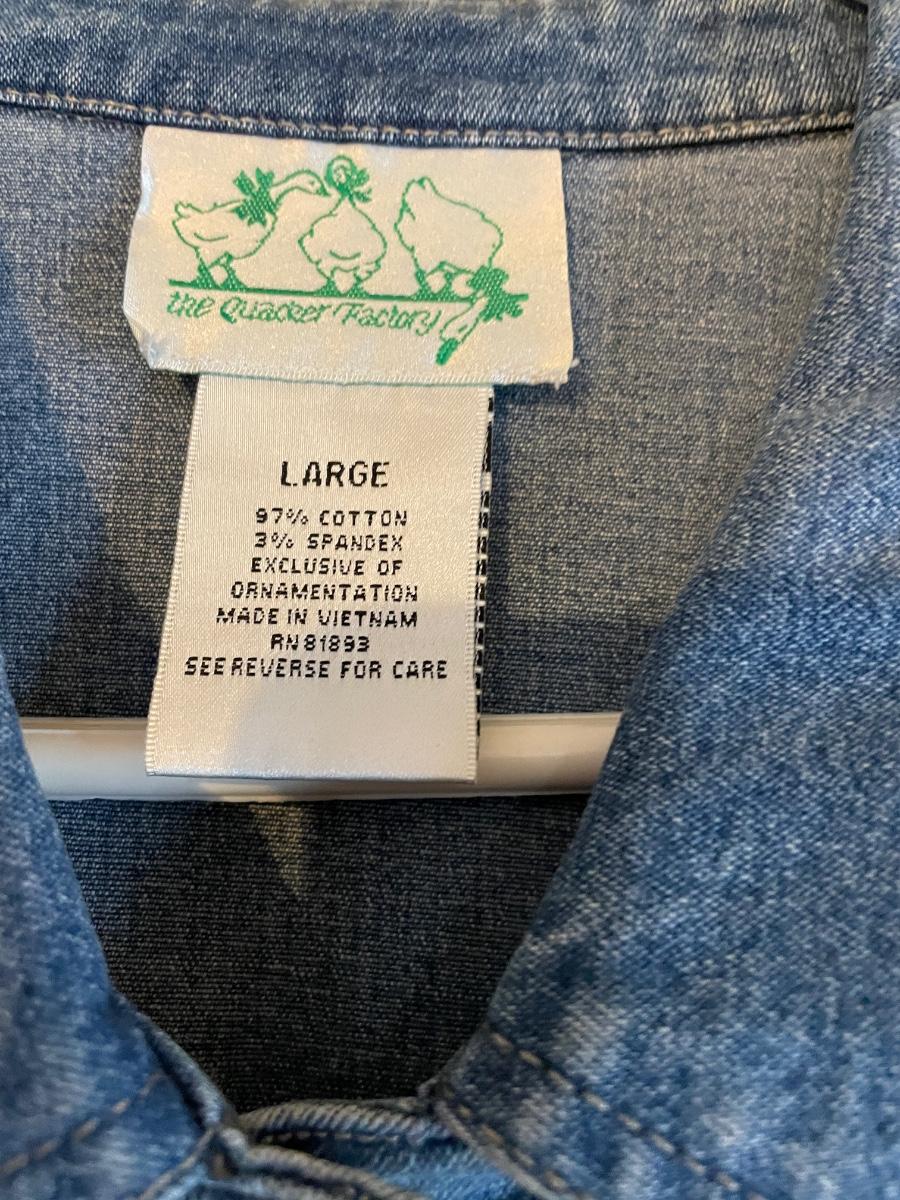 the Quacker Factory
LARGE
97% COTTON
3% SPANDEX
EXCLUSIVE OF
ORNAMENTATION
MADE IN VIETNAM
RN 81893
SEE REVERSE FOR CARE